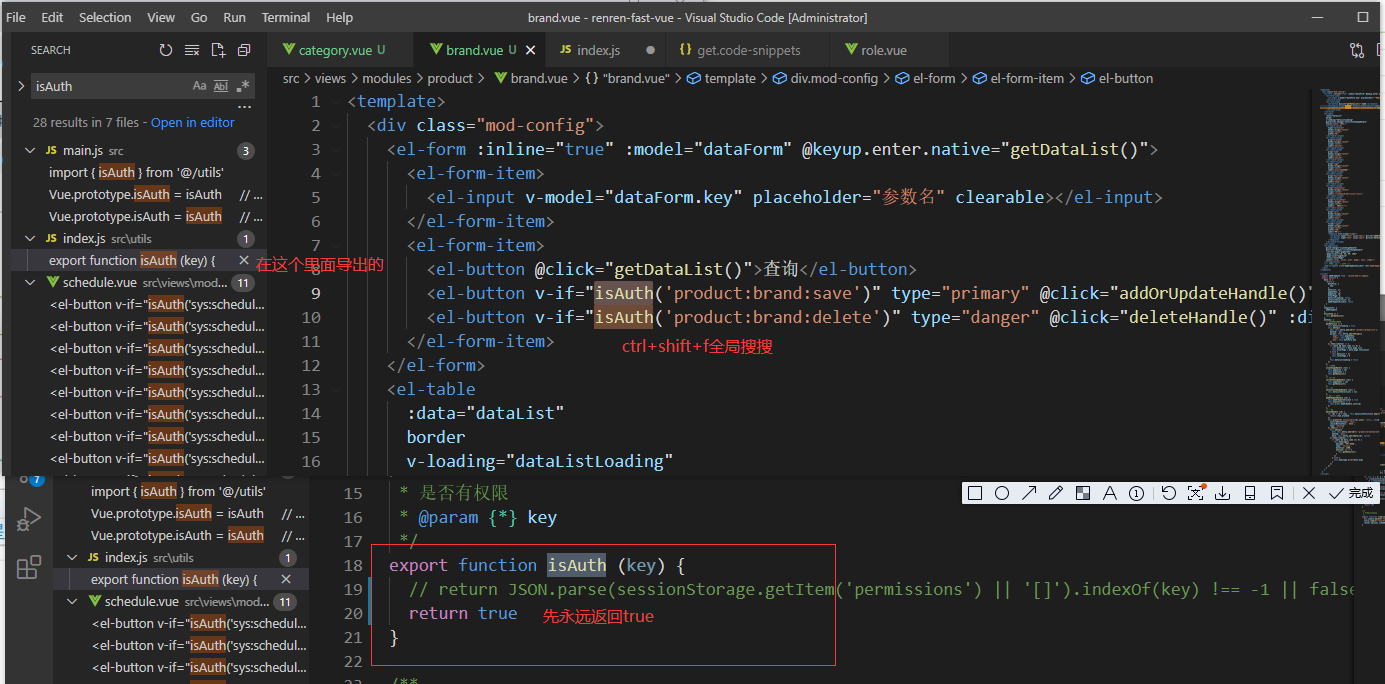 File Edit Selection View Go Run Terminal Help
brand.vue - renren-fast-vue - Visual Studio Code [Administrator]
SEARCH
isAuth
Aa Abl .*
...
28 results in 7 files - Open in editor
JS main.js src 3
import { isAuth } from '@/utils'
Vue.prototype.isAuth = isAuth // ...
Vue.prototype.isAuth = isAuth // ...
JS index.js src\utils 1
export function isAuth (key) {
在这个里面导出的
schedule.vue src\views\mod... 11
<el-button v-if="isAuth('sys:schedul...
<el-button v-if="isAuth('sys:schedul...
<el-button v-if="isAuth('sys:schedul...
<el-button v-if="isAuth('sys:schedul...
<el-button v-if="isAuth('sys:schedul...
<el-button v-if="isAuth('sys:schedul...
<el-button v-if="isAuth('sys:schedul...
<el-button v-if="isAuth('sys:schedul...
category.vue U
brand.vue U
JS index.js
{} get.code-snippets
role.vue
src > views > modules > product > brand.vue > {} "brand.vue" > template > div.mod-config > el-form > el-form-item > el-button
1 <template>
2 <div class="mod-config">
3 <el-form :inline="true" :model="dataForm" @keyup.enter.native="getDataList()">
4 <el-form-item>
5 <el-input v-model="dataForm.key" placeholder="参数名" clearable></el-input>
6 </el-form-item>
7 <el-form-item>
8 <el-button @click="getDataList()">查询</el-button>
9 <el-button v-if="isAuth('product:brand:save')" type="primary" @click="addOrUpdateHandle()"
10 <el-button v-if="isAuth('product:brand:delete')" type="danger" @click="deleteHandle()" :di
11 </el-form-item>
ctrl+shift+f全局搜搜
12 </el-form>
13 <el-table
14 :data="dataList"
15 border
16 v-loading="dataListLoading"
7
import { isAuth } from '@/utils'
Vue.prototype.isAuth = isAuth // ...
Vue.prototype.isAuth = isAuth // ...
JS index.js src\utils 1
export function isAuth (key) {
schedule.vue src\views\mod... 11
<el-button v-if="isAuth('sys:schedul...
<el-button v-if="isAuth('sys:schedul...
<el-button v-if="isAuth('sys:schedul...
完成
15 * 是否有权限
16 * @param {*} key
17 */
18 export function isAuth (key) {
19 // return JSON.parse(sessionStorage.getItem('permissions') || '[]').indexOf(key) !== -1 || false
20 return true
先永远返回true
21 }
22
23 /**